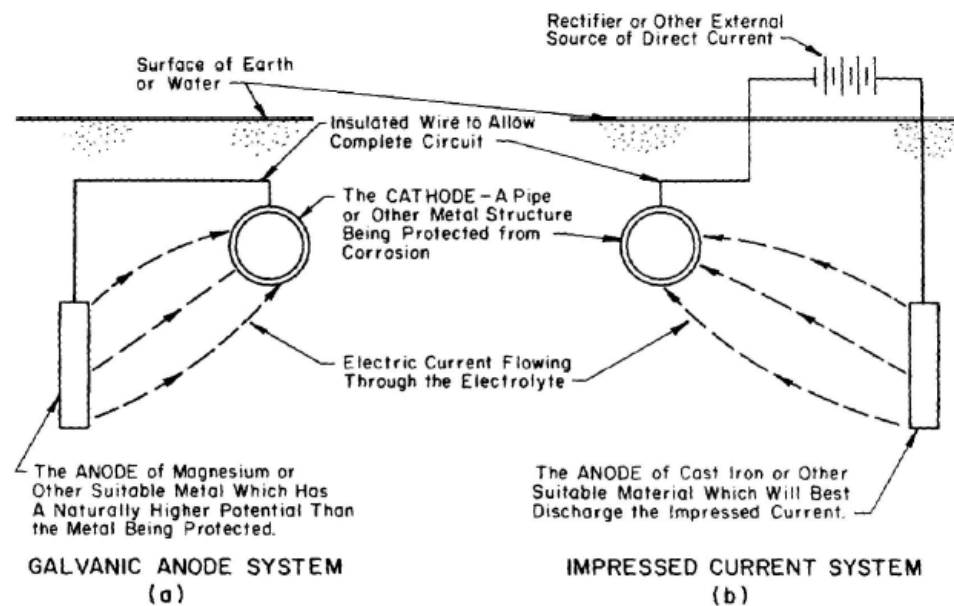 Rectifier or Other External
Source of Direct Current
Surface of Earth
or Water
Insulated Wire to Allow
Complete Circuit
The CATHODE-A Pipe
or Other Metal Structure
Being Protected from
Corrosion
Electric Current Flowing
Through the Electrolyte
The ANODE of Magnesium or
Other Suitable Metal Which Has
A Naturally Higher Potential Than
the Metal Being Protected.
The ANODE of Cast Iron or Other
Suitable Material Which Will Best
Discharge the Impressed Current.
GALVANIC ANODE SYSTEM
(a)
IMPRESSED CURRENT SYSTEM
(b)